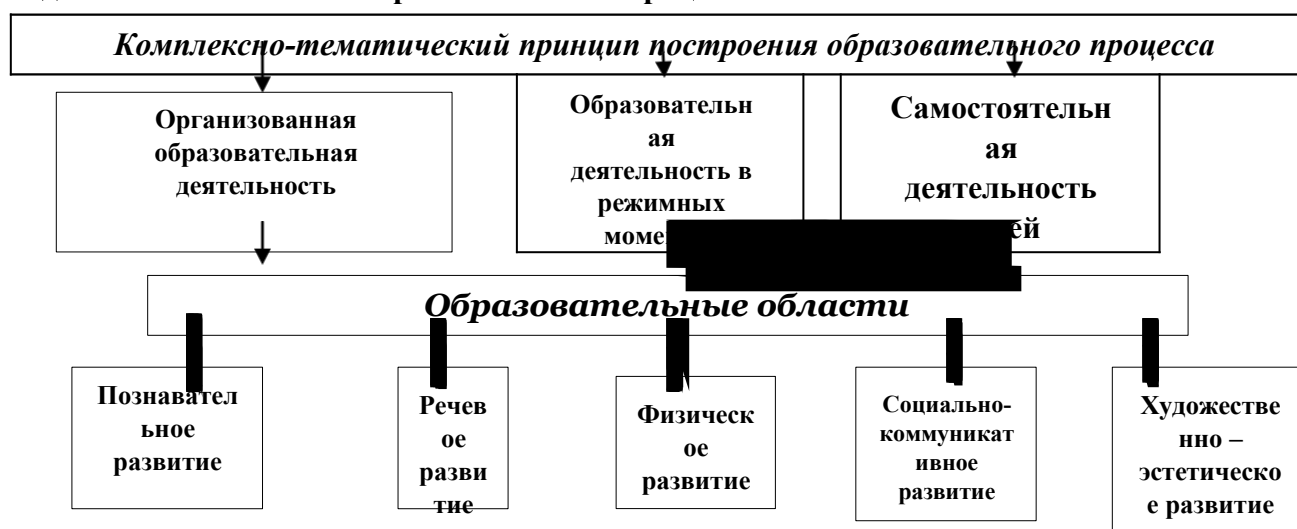 Комплексно-тематический принцип построения образовательного процесса
Организованная
образовательная
деятельность
Образовательн
ая
деятельность в
режимных
Самостоятельн
ая
деятельность
Образовательные области
Познавател
ьное
развитие
Речев
ое
разви
тие
Физическ
ое
развитие
Социально-
коммуникат
ивное
развитие
Художестве
нно –
эстетическо
е развитие